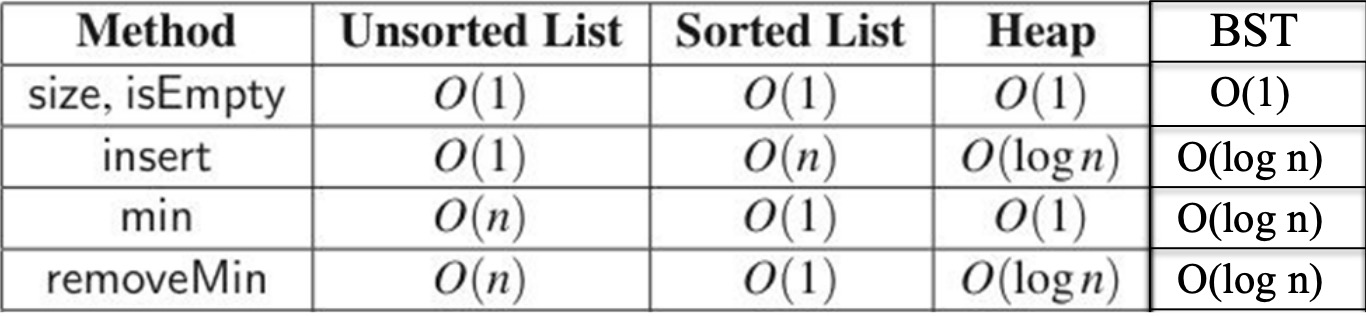 Method Unsorted List Sorted List Heap BST
size, isEmpty O(1) O(1) O(1) O(1)
insert O(1) O(n) O(log n) O(log n)
min O(n) O(1) O(1) O(log n)
removeMin O(n) O(1) O(log n) O(log n)